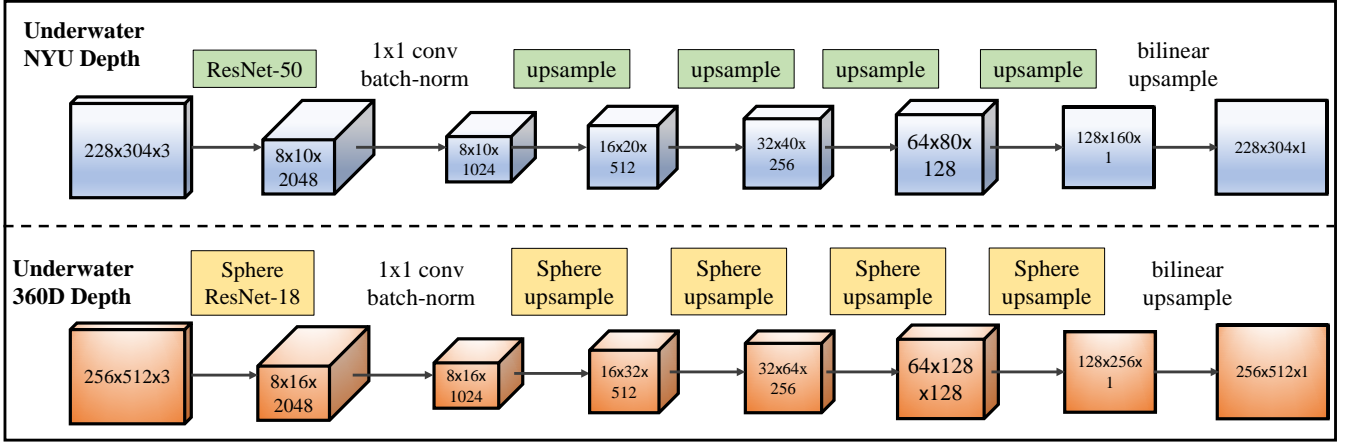 Underwater
NYU Depth
ResNet-50
1x1 conv
batch-norm
upsample
upsample
upsample
upsample
bilinear
upsample
228x304x3
8x10x
2048
8x10x
1024
16x20x
512
32x40x
256
64x80x
128
128x160x
1
228x304x1
Underwater
360D Depth
Sphere
ResNet-18
1x1 conv
batch-norm
Sphere
upsample
Sphere
upsample
Sphere
upsample
Sphere
upsample
bilinear
upsample
256x512x3
8x16x
2048
8x16x
1024
16x32x
512
32x64x
256
64x128
x128
128x256x
1
256x512x1